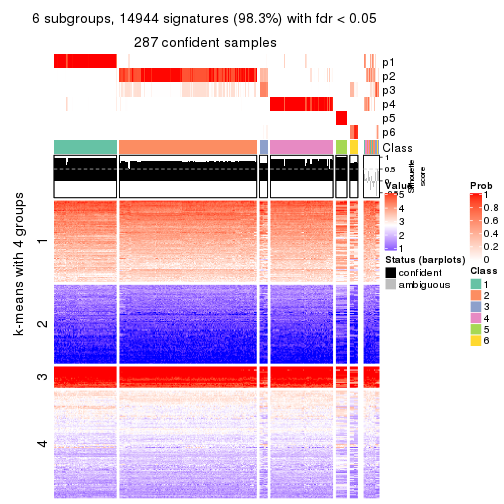 6 subgroups, 14944 signatures (98.3%) with fdr < 0.05
287 confident samples
p1
p2
p3
p4
p5
p6
Class
1
0.5
0
Silhouette
score
k-means with 4 groups
1
2
3
4
Value
5
4
3
2
1
Status (barplots)
confident
ambiguous
Prob
1
0.8
0.6
0.4
0.2
0
Class
1
2
3
4
5
6